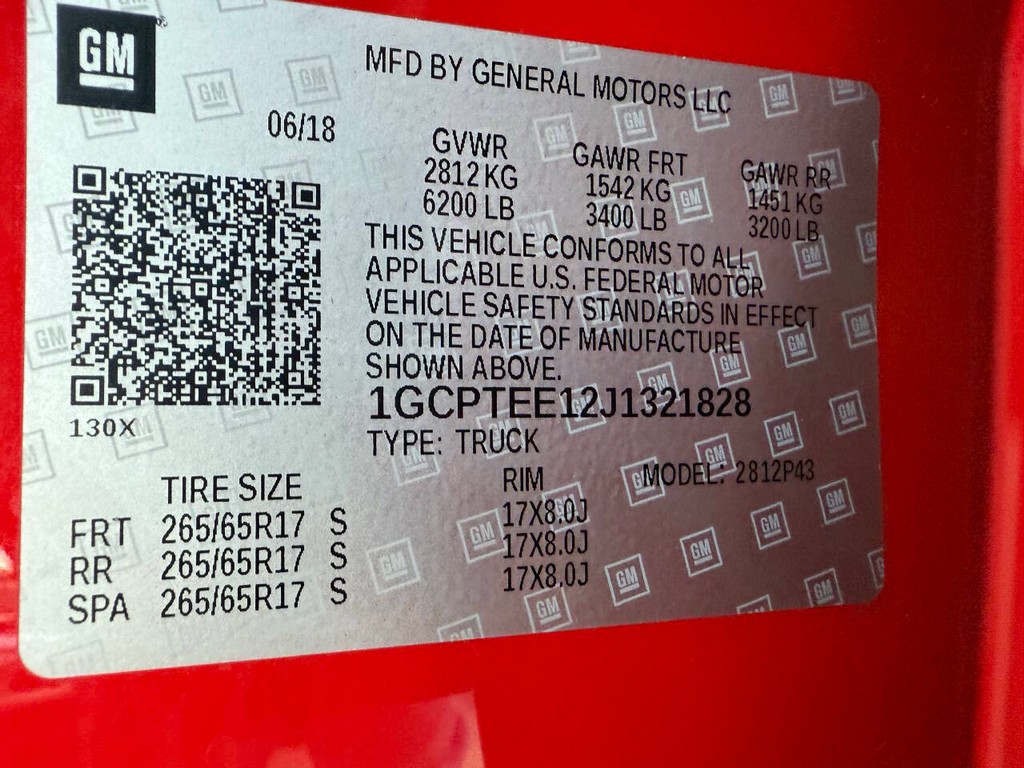 GM
MFD BY GENERAL MOTORS LLC
06/18
GVWR GAWR FRT GAWR RR
2812 KG 1542 KG 1451 KG
6200 LB 3400 LB 3200 LB
THIS VEHICLE CONFORMS TO ALL
APPLICABLE U.S. FEDERAL MOTOR
VEHICLE SAFETY STANDARDS IN EFFECT
ON THE DATE OF MANUFACTURE
SHOWN ABOVE.
1GCPTEE12J1321828
130X
TYPE: TRUCK
MODEL: 2812P43
TIRE SIZE RIM
FRT 265/65R17 S 17X8.0J
RR 265/65R17 S 17X8.0J
SPA 265/65R17 S 17X8.0J